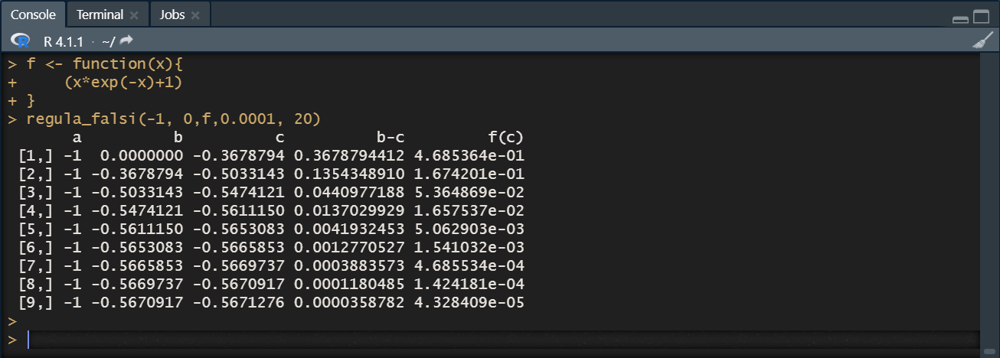 Console Terminal Jobs
R R 4.1.1 · ~/
> f <- function(x){
+     (x*exp(-x)+1)
+ }
> regula_falsi(-1, 0,f,0.0001, 20)
       a          b          c          b-c         f(c)
 [1,] -1  0.0000000 -0.3678794 0.3678794412 4.685364e-01
 [2,] -1 -0.3678794 -0.5033143 0.1354348910 1.674201e-01
 [3,] -1 -0.5033143 -0.5474121 0.0440977188 5.364869e-02
 [4,] -1 -0.5474121 -0.5611150 0.0137029929 1.657537e-02
 [5,] -1 -0.5611150 -0.5653083 0.0041932453 5.062903e-03
 [6,] -1 -0.5653083 -0.5665853 0.0012770527 1.541032e-03
 [7,] -1 -0.5665853 -0.5669737 0.0003883573 4.685534e-04
 [8,] -1 -0.5669737 -0.5670917 0.0001180485 1.424181e-04
 [9,] -1 -0.5670917 -0.5671276 0.0000358782 4.328409e-05
>
>